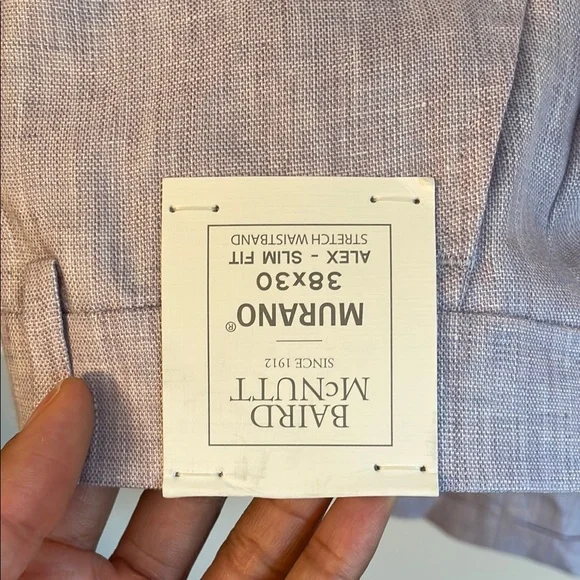 BAIRD
McNUTT
SINCE 1912
MURANO®
38x30
ALEX - SLIM FIT
STRETCH WAISTBAND